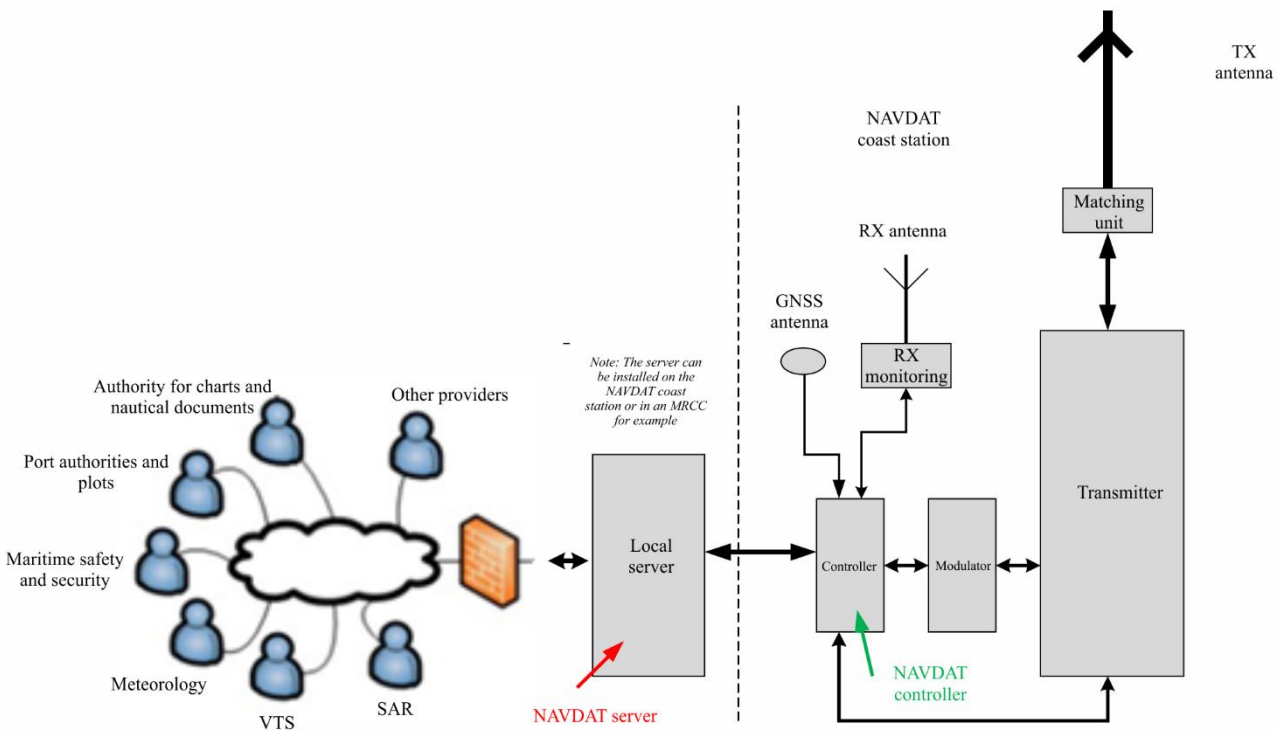 TX
antenna
NAVDAT
coast station
Matching
unit
RX antenna
GNSS
antenna
RX
monitoring
Note: The server can
be installed on the
NAVDAT coast
station or in an MRCC
for example
Authority for charts and
nautical documents
Other providers
Port authorities and
plots
Maritime safety
and security
Meteorology
VTS
SAR
Local
server
NAVDAT server
Controller
Modulator
Transmitter
NAVDAT
controller